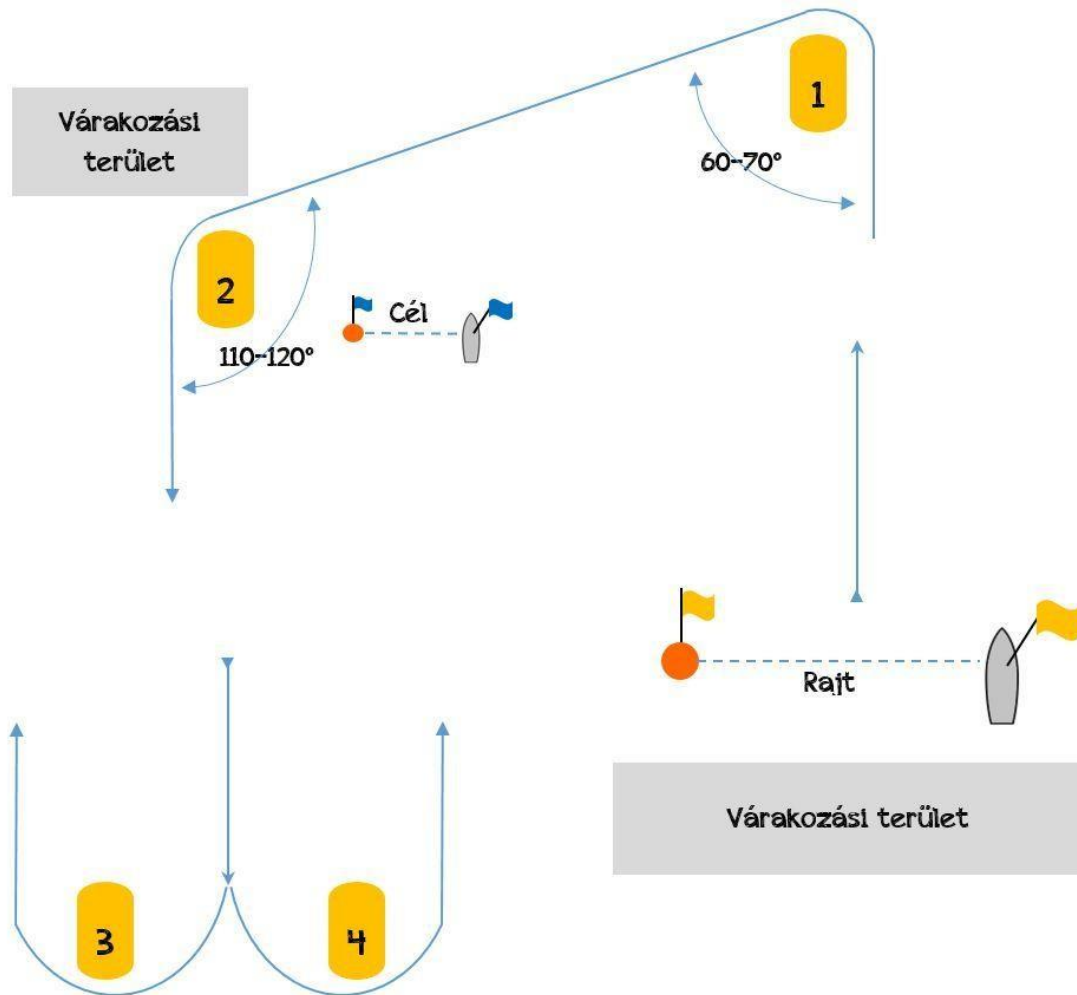 1
Várakozási
terület
60-70°
2
Cél
110-120°
Rajt
Várakozási terület
3
4